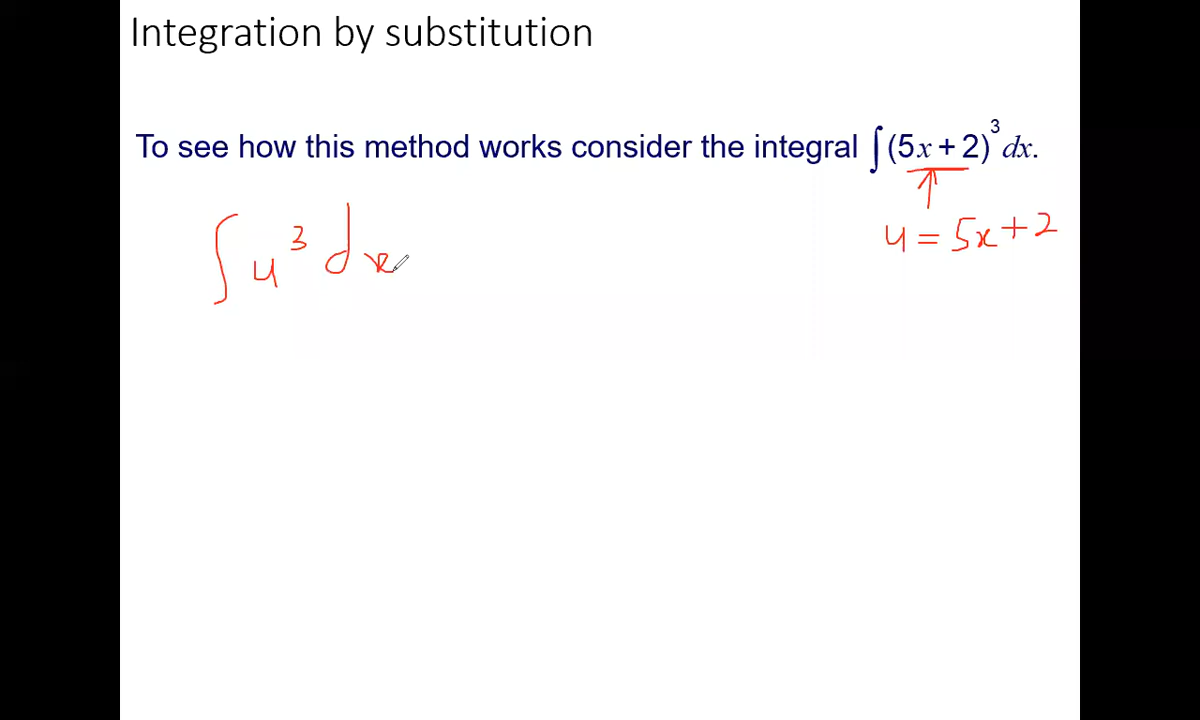 Integration by substitution
To see how this method works consider the integral ∫(5x + 2)³ dx.
u = 5x + 2
∫ u³ dx